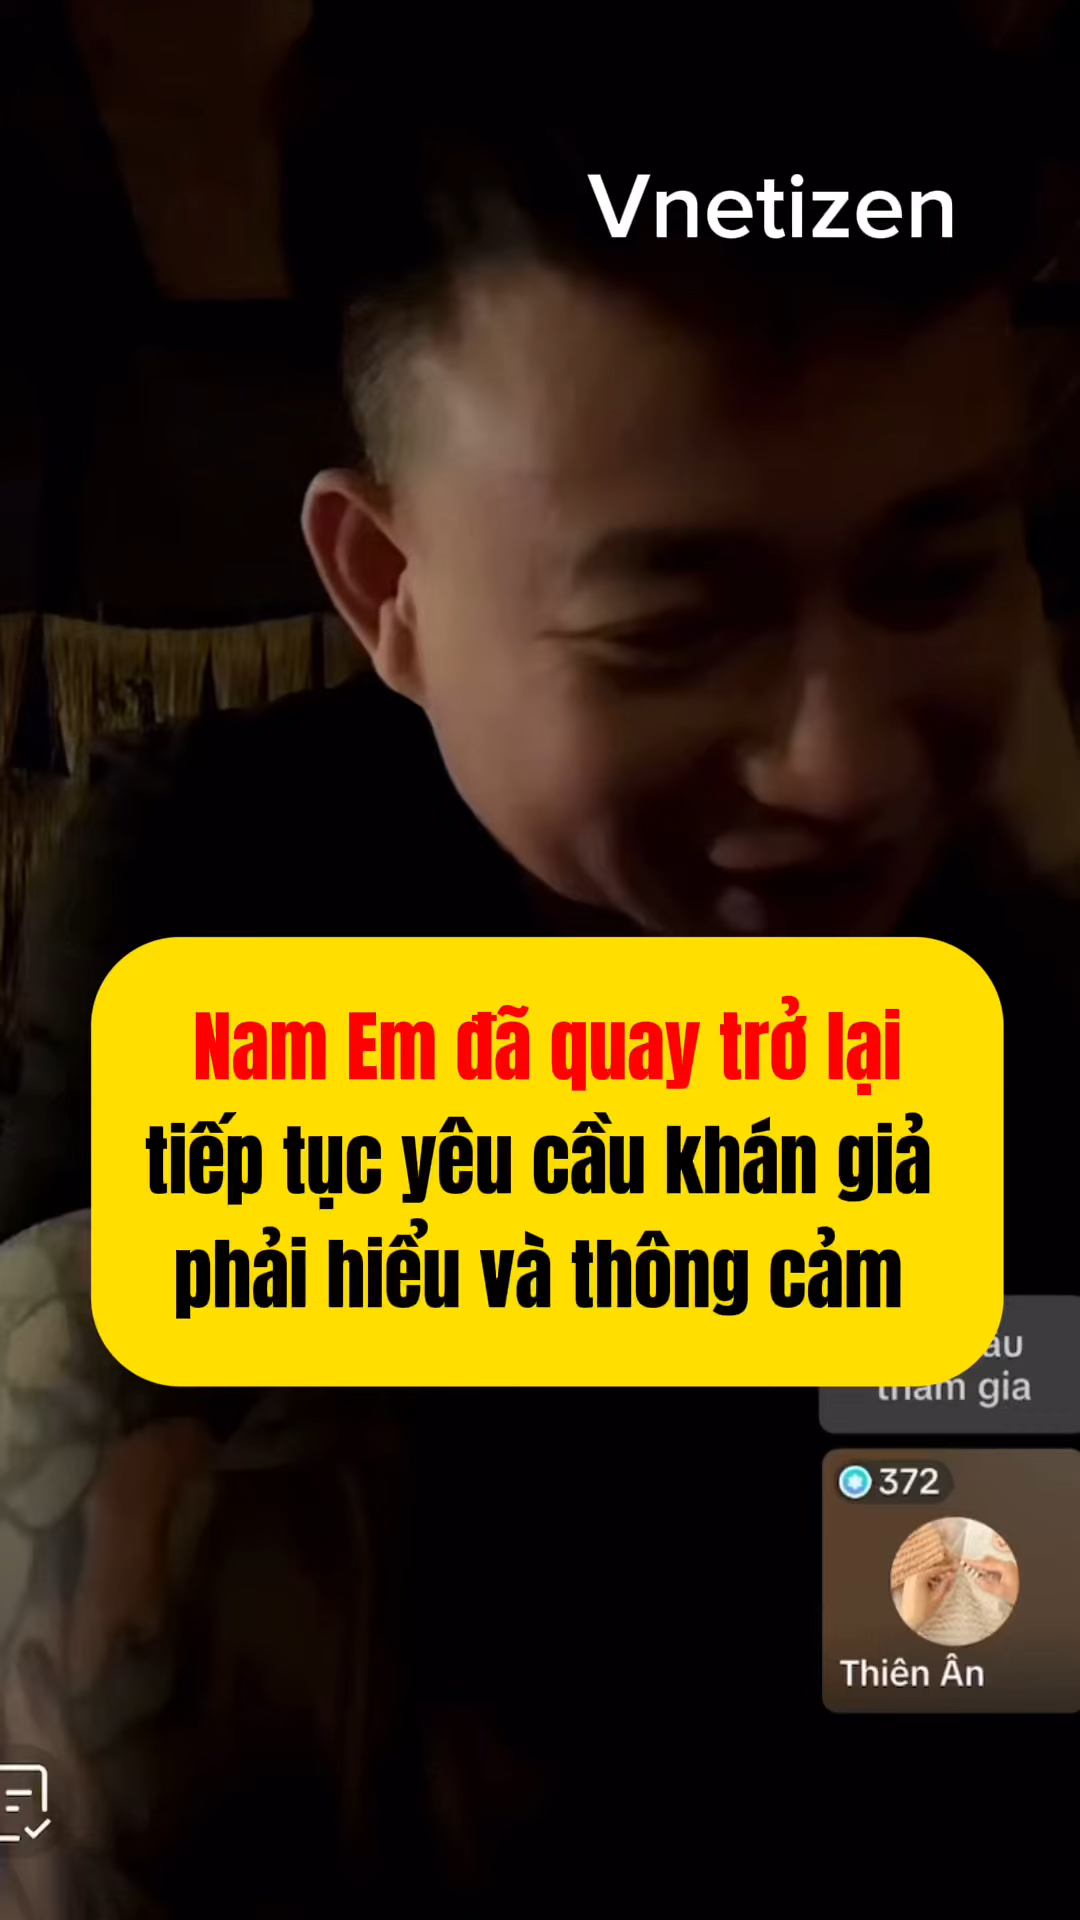 Vnetizen
Nam Em đã quay trở lại
tiếp tục yêu cầu khán giả
phải hiểu và thông cảm
tham gia
372
Thiên Ân